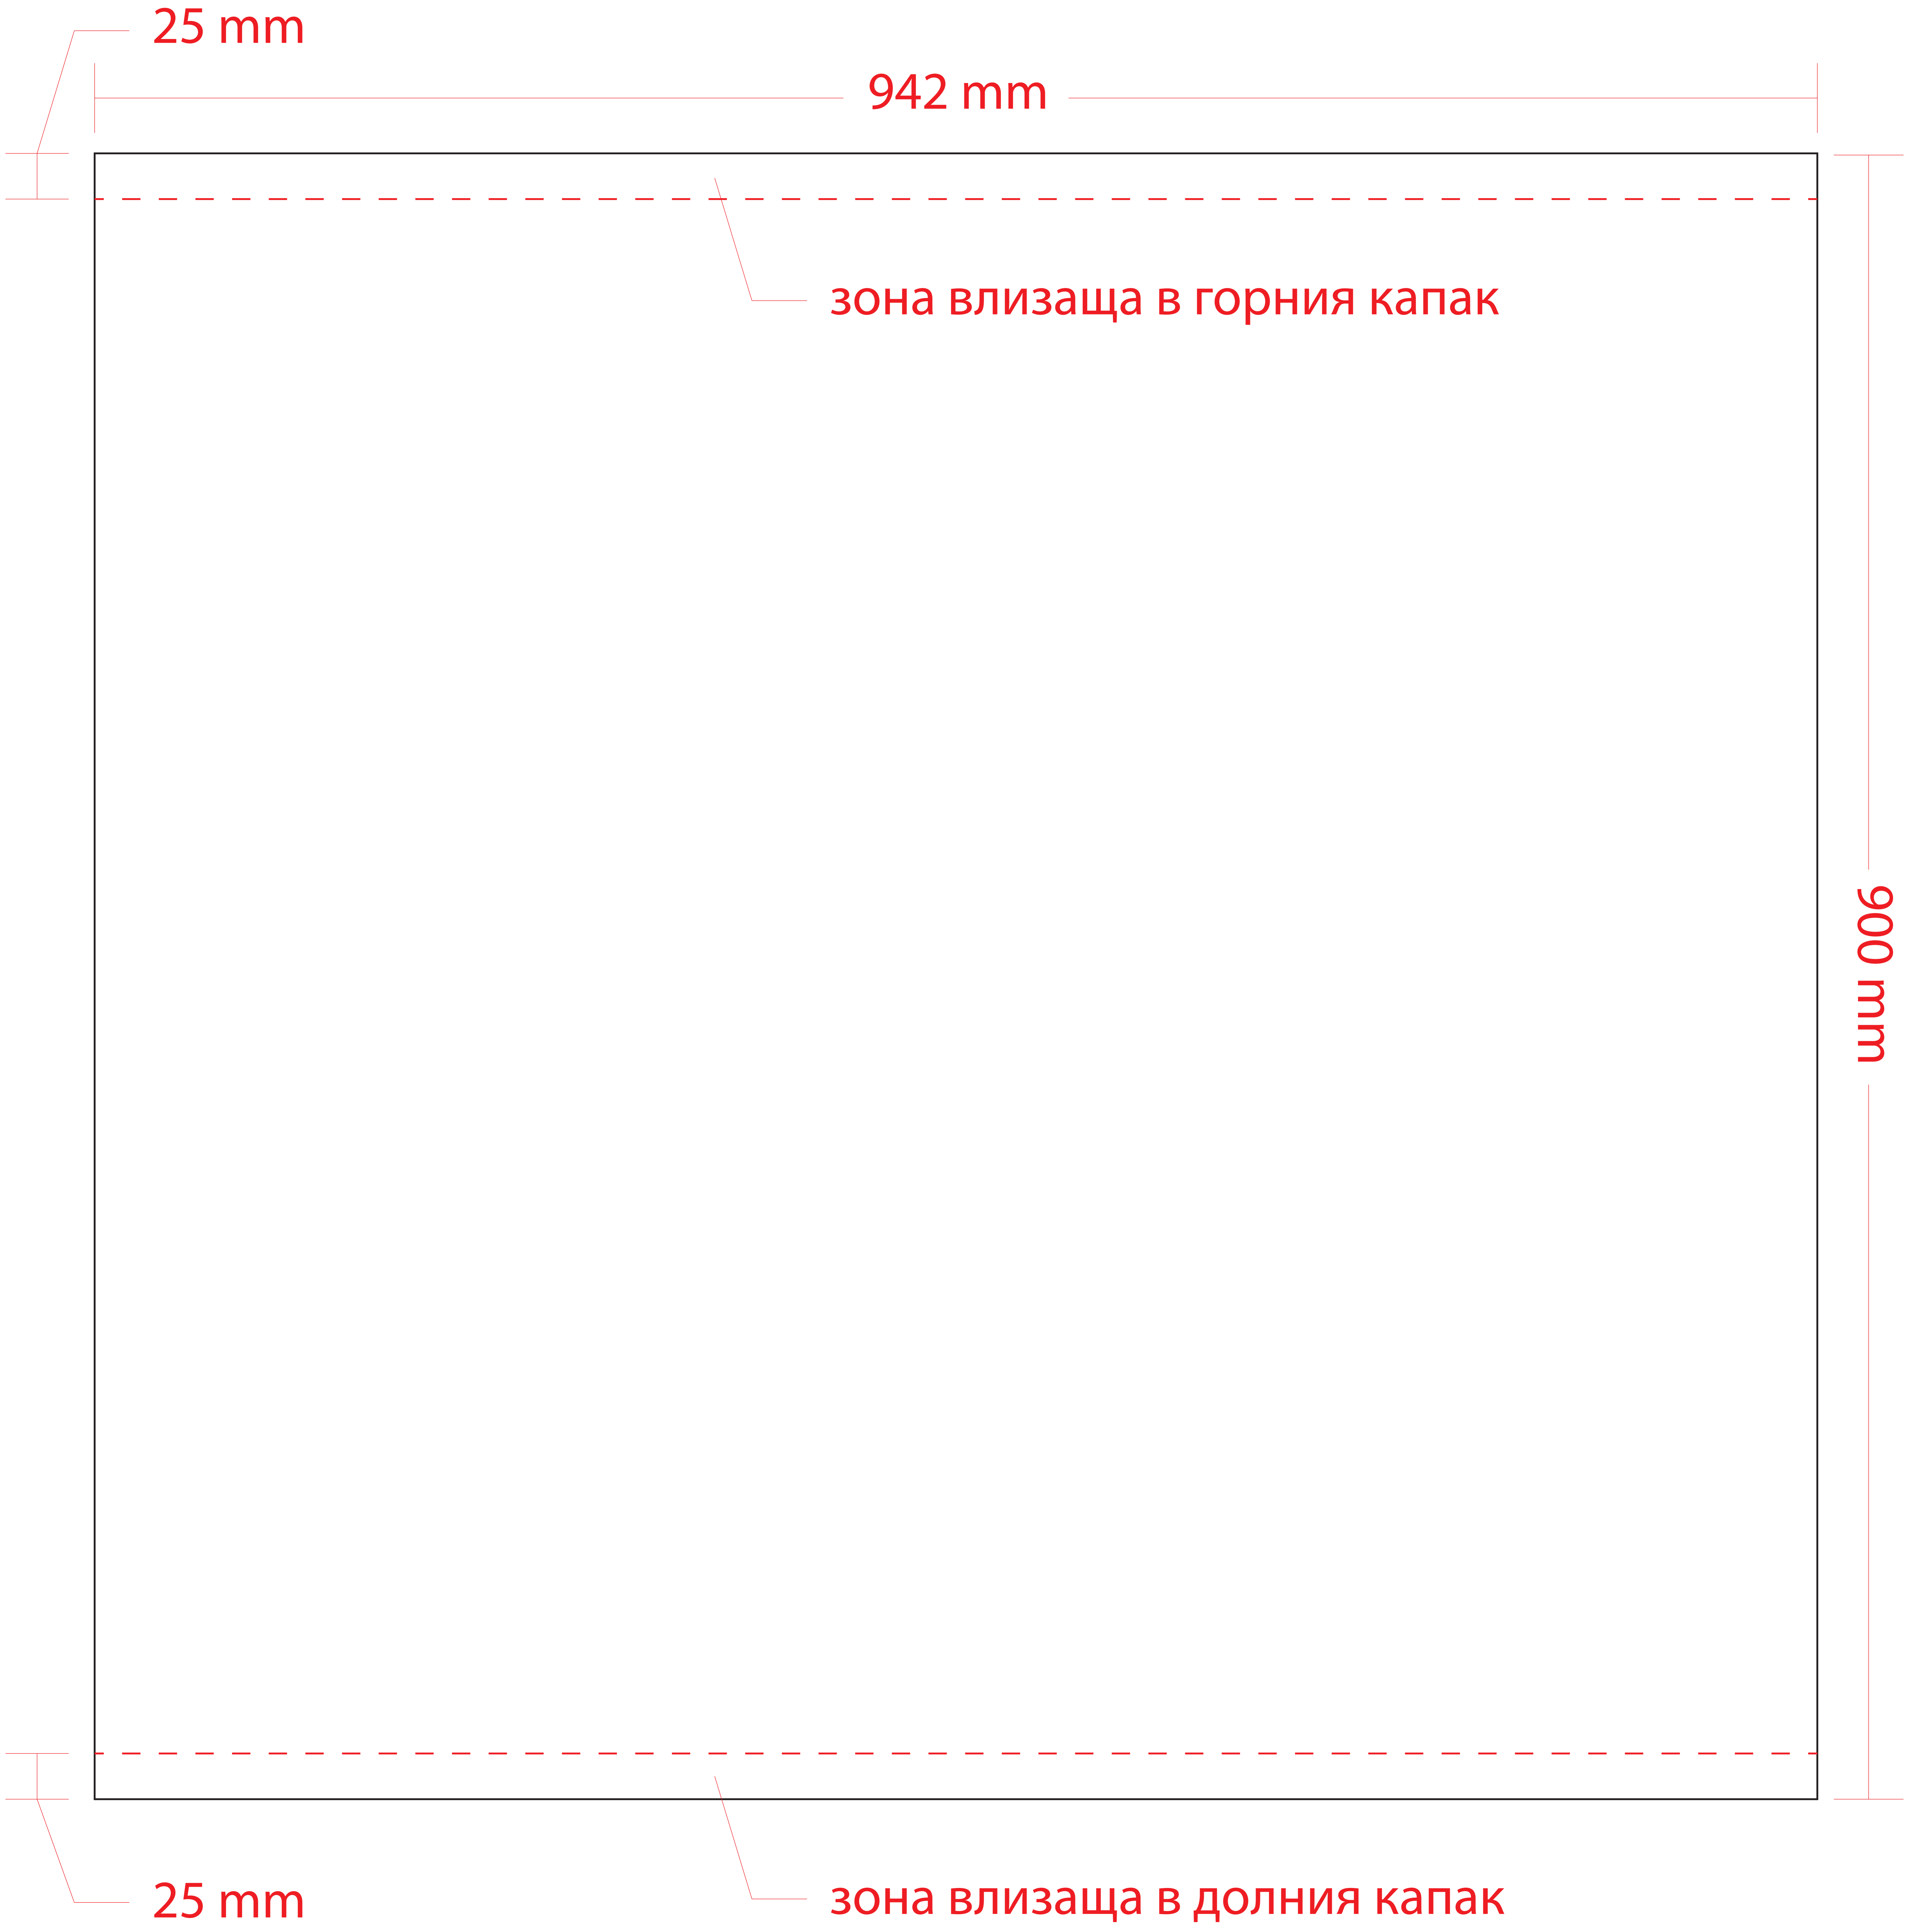 25 mm
942 mm
зона влизаща в горния капак
900 mm
25 mm
зона влизаща в долния капак